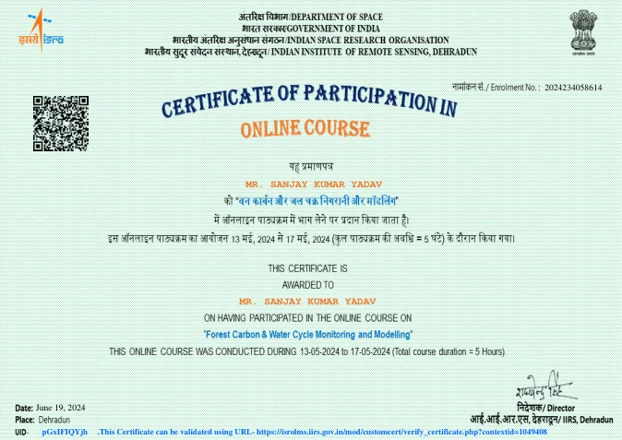 अंतरिक्ष विभाग/DEPARTMENT OF SPACE
भारत सरकार/GOVERNMENT OF INDIA
भारतीय अंतरिक्ष अनुसंधान संगठन/ INDIAN SPACE RESEARCH ORGANISATION
भारतीय सुदूर संवेदन संस्थान, देहरादून/ INDIAN INSTITUTE OF REMOTE SENSING, DEHRADUN
इसरो isro
नामांकन सं./ Enrolment No.: 2024234058614
CERTIFICATE OF PARTICIPATION IN
ONLINE COURSE
यह प्रमाणपत्र
MR. SANJAY KUMAR YADAV
को "वन कार्बन और जल चक्र निगरानी और मॉडलिंग"
में ऑनलाइन पाठ्यक्रम में भाग लेने पर प्रदान किया जाता है।
इस ऑनलाइन पाठ्यक्रम का आयोजन 13 मई, 2024 से 17 मई, 2024 (कुल पाठ्यक्रम की अवधि = 5 घंटे) के दौरान किया गया।
THIS CERTIFICATE IS
AWARDED TO
MR. SANJAY KUMAR YADAV
ON HAVING PARTICIPATED IN THE ONLINE COURSE ON
"Forest Carbon & Water Cycle Monitoring and Modelling"
THIS ONLINE COURSE WAS CONDUCTED DURING 13-05-2024 to 17-05-2024 (Total course duration = 5 Hours).
निदेशक/ Director
आई.आई.आर.एस, देहरादून/ IIRS, Dehradun
Date: June 19, 2024
Place: Dehradun
UID- pGxIFIQYjh .This Certificate can be validated using URL- https://isrolms.iirs.gov.in/mod/customcert/verify_certificate.php?contextid=1049408